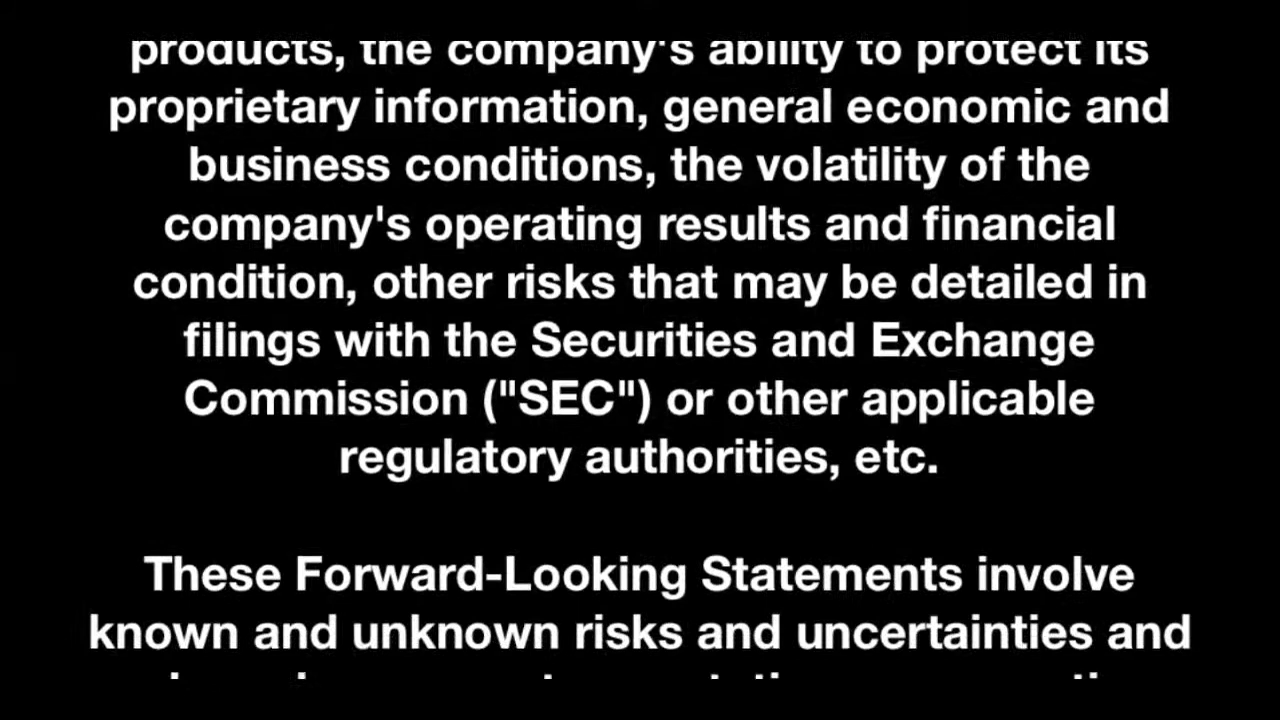 products, the company's ability to protect its
proprietary information, general economic and
business conditions, the volatility of the
company's operating results and financial
condition, other risks that may be detailed in
filings with the Securities and Exchange
Commission ("SEC") or other applicable
regulatory authorities, etc.
These Forward-Looking Statements involve
known and unknown risks and uncertainties and